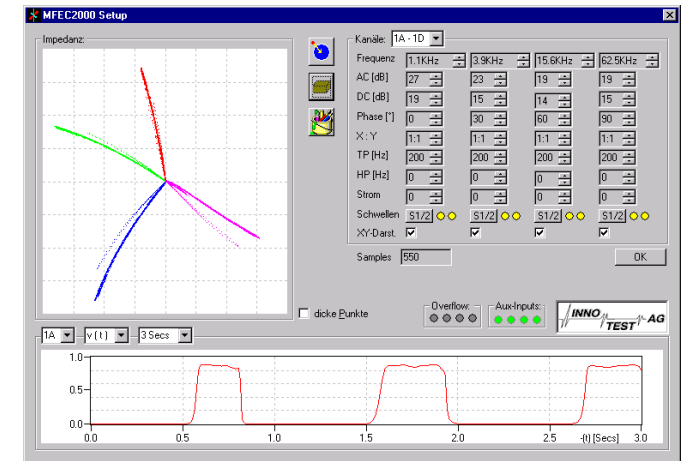 MFEC2000 Setup
Impedanz:
Kanäle: 1A - 1D
Frequenz 1.1KHz 3.9KHz 15.6KHz 62.5KHz
AC [dB] 27 23 19 19
DC [dB] 19 15 14 15
Phase [°] 0 30 60 90
X : Y 1:1 1:1 1:1 1:1
TP [Hz] 200 200 200 200
HP [Hz] 0 0 0 0
Strom 0 0 0 0
Schwellen S1/2 S1/2 S1/2 S1/2
XY-Darst.
Samples 550 OK
dicke Punkte
Overflow: Aux-Inputs:
INNO TEST AG
1A v ( t ) 3 Secs
1.0
0.5
0.0
0.0 0.5 1.0 1.5 2.0 2.5 -(t) [Secs] 3.0